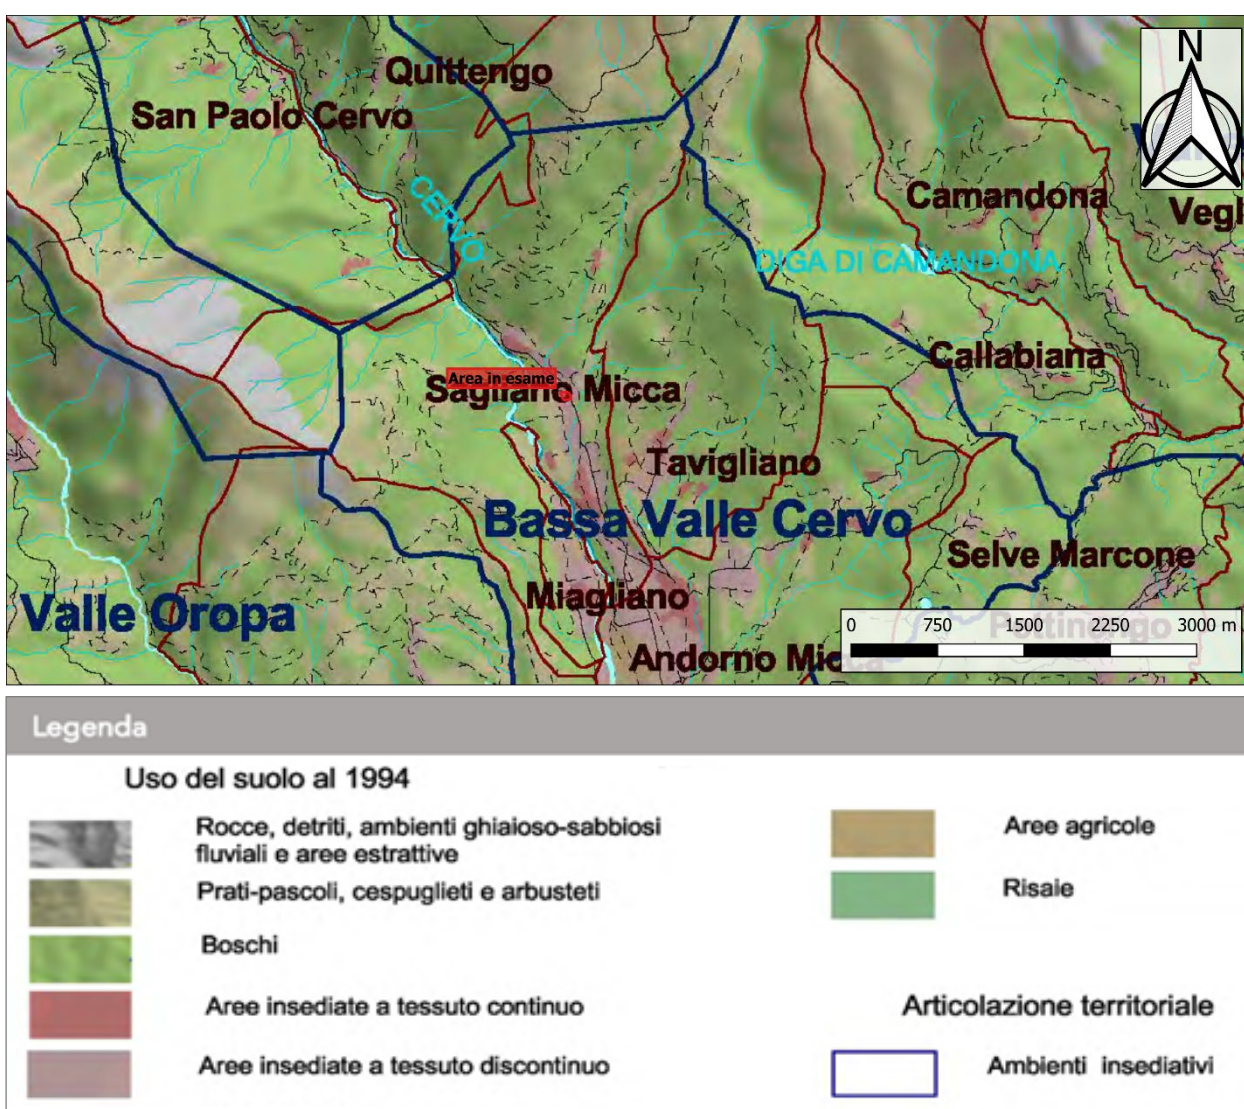 N
Quittengo
San Paolo Cervo
CERVO
Camandona
Vegl
DIGA DI CAMANDONA
Callabiana
Area in esame
Sagliano Micca
Tavigliano
Bassa Valle Cervo
Selve Marcone
Valle Oropa
Miagliano
Andorno Micca
Pettinengo
0 750 1500 2250 3000 m
Legenda
Uso del suolo al 1994
Rocce, detriti, ambienti ghiaioso-sabbiosi
fluviali e aree estrattive
Prati-pascoli, cespuglieti e arbusteti
Boschi
Aree insediate a tessuto continuo
Aree insediate a tessuto discontinuo
Aree agricole
Risaie
Articolazione territoriale
Ambienti insediativi